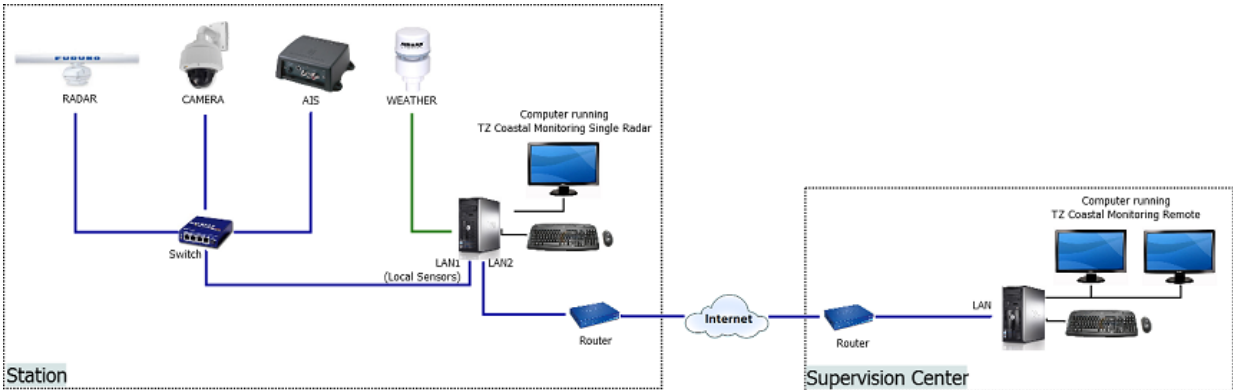 FURUNO
RADAR
CAMERA
AIS
WEATHER
Computer running
TZ Coastal Monitoring Single Radar
Switch
LAN1
(Local Sensors)
LAN2
Router
Station
Internet
Computer running
TZ Coastal Monitoring Remote
LAN
Router
Supervision Center